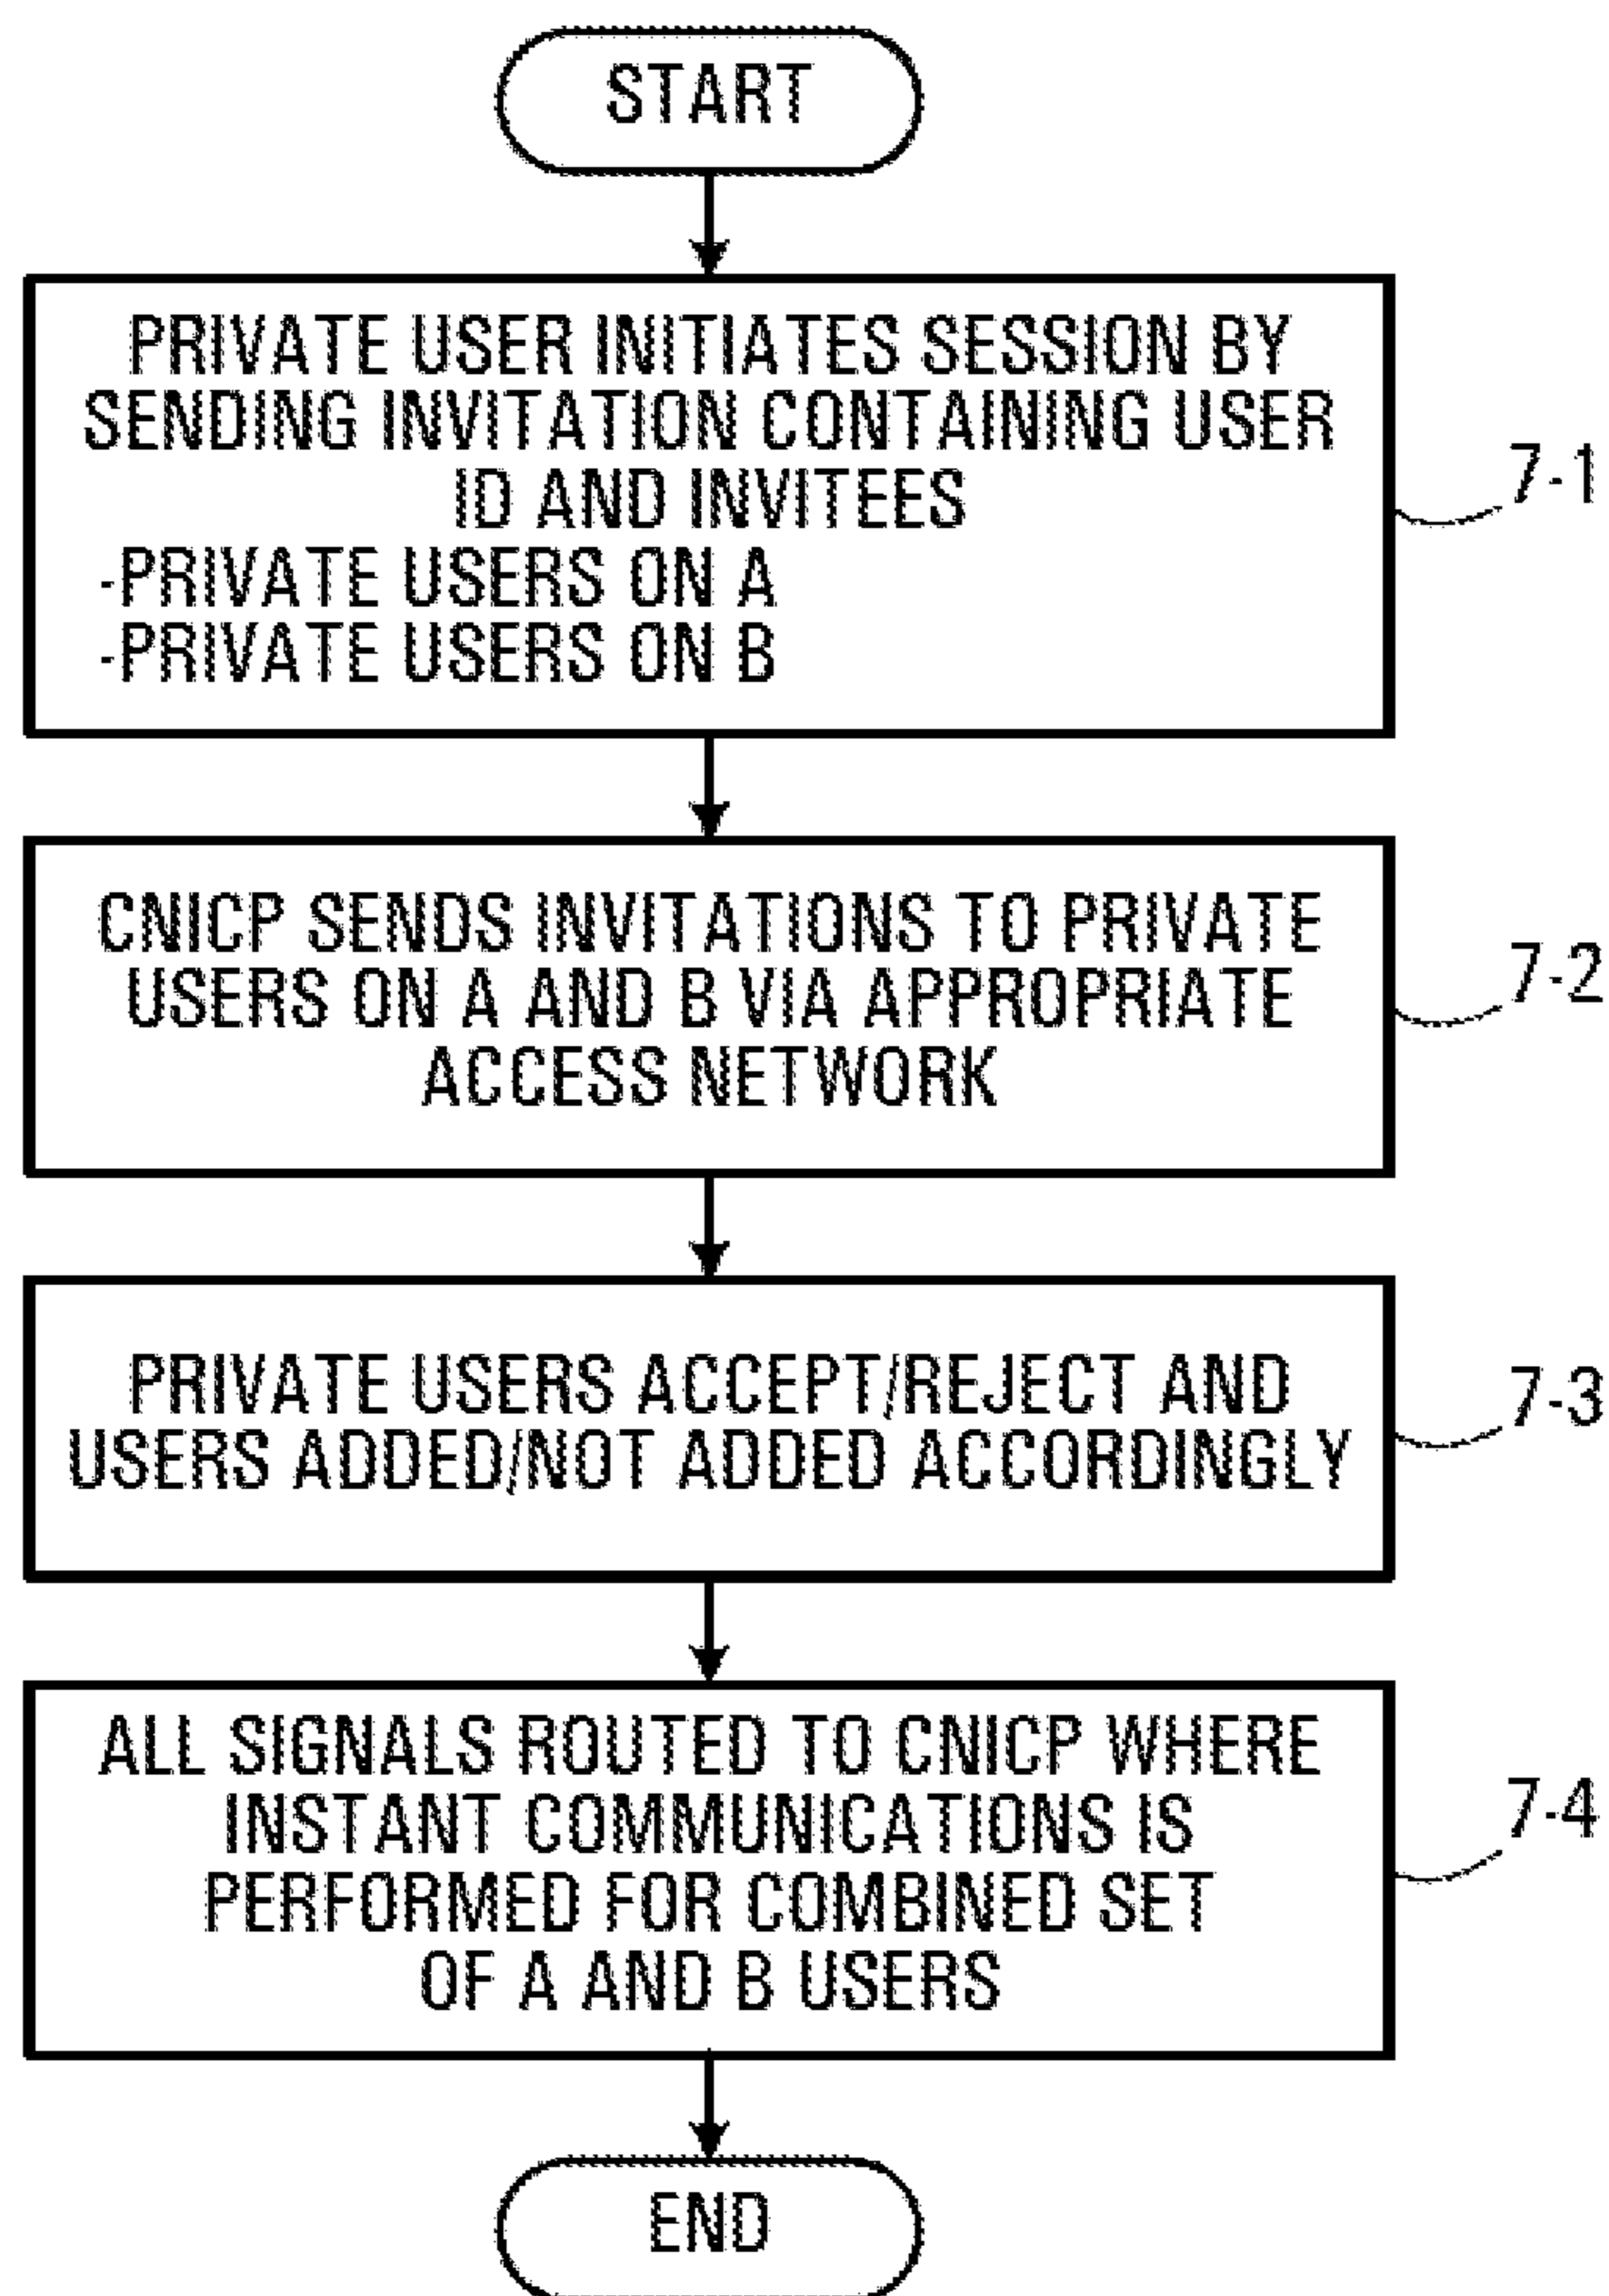 START
PRIVATE USER INITIATES SESSION BY
SENDING INVITATION CONTAINING USER
ID AND INVITEES
-PRIVATE USERS ON A
-PRIVATE USERS ON B
7-1
CNICP SENDS INVITATIONS TO PRIVATE
USERS ON A AND B VIA APPROPRIATE
ACCESS NETWORK
7-2
PRIVATE USERS ACCEPT/REJECT AND
USERS ADDED/NOT ADDED ACCORDINGLY
7-3
ALL SIGNALS ROUTED TO CNICP WHERE
INSTANT COMMUNICATIONS IS
PERFORMED FOR COMBINED SET
OF A AND B USERS
7-4
END